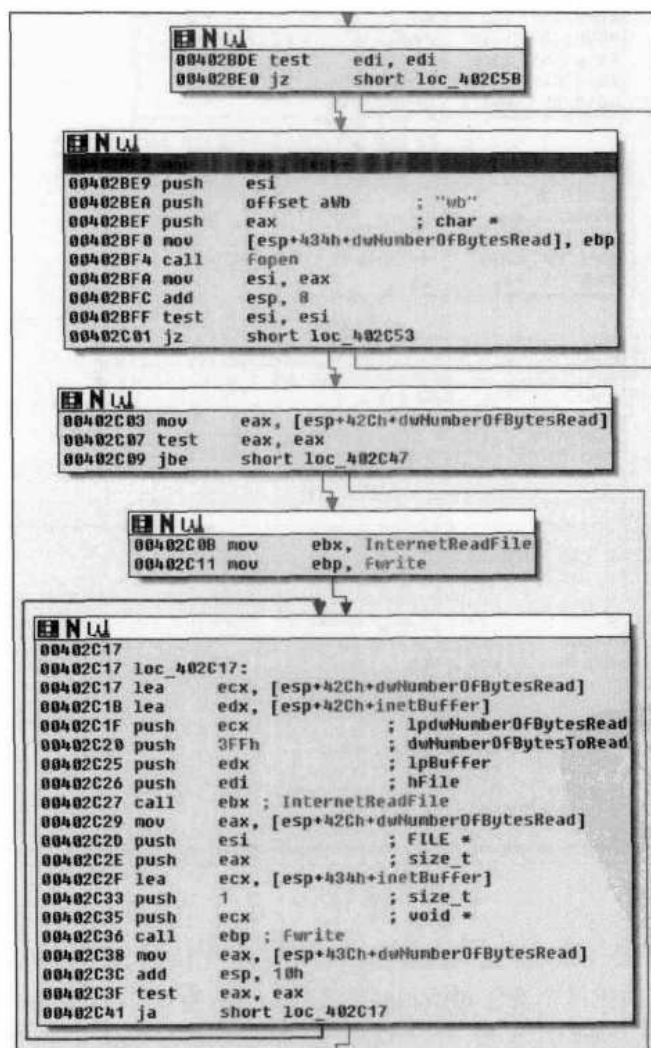 00402BDE test edi, edi
00402BE0 jz short loc_402C5B
00402BE2 mov
00402BE9 push esi
00402BEA push offset aWb ; "wb"
00402BEF push eax ; char *
00402BF0 mov [esp+434h+dwNumberOfBytesRead], ebp
00402BF4 call fopen
00402BFA mov esi, eax
00402BFC add esp, 8
00402BFF test esi, esi
00402C01 jz short loc_402C53
00402C03 mov eax, [esp+42Ch+dwNumberOfBytesRead]
00402C07 test eax, eax
00402C09 jbe short loc_402C47
00402C0B mov ebx, InternetReadFile
00402C11 mov ebp, fwrite
00402C17
00402C17 loc_402C17:
00402C17 lea ecx, [esp+42Ch+dwNumberOfBytesRead]
00402C1B lea edx, [esp+42Ch+inetBuffer]
00402C1F push ecx ; lpdwNumberOfBytesRead
00402C20 push 3FFh ; dwNumberOfBytesToRead
00402C25 push edx ; lpBuffer
00402C26 push edi ; hFile
00402C27 call ebx ; InternetReadFile
00402C29 mov eax, [esp+42Ch+dwNumberOfBytesRead]
00402C2D push esi ; FILE *
00402C2E push eax ; size_t
00402C2F lea ecx, [esp+434h+inetBuffer]
00402C33 push 1 ; size_t
00402C35 push ecx ; void *
00402C36 call ebp ; fwrite
00402C38 mov eax, [esp+43Ch+dwNumberOfBytesRead]
00402C3C add esp, 10h
00402C3F test eax, eax
00402C41 ja short loc_402C17